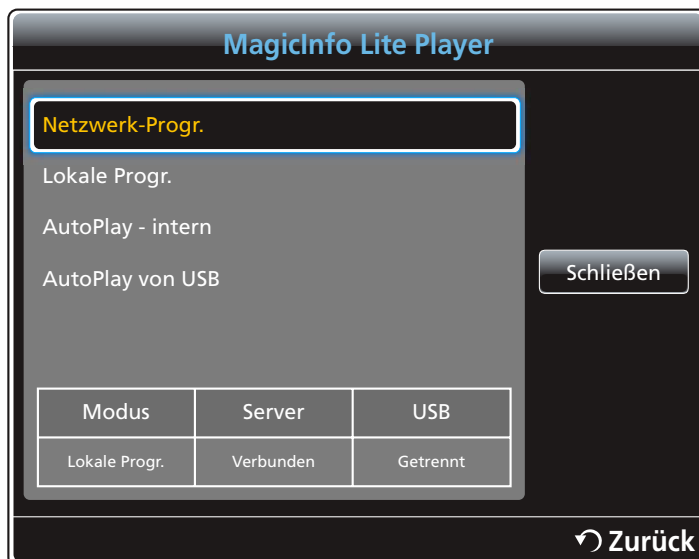 MagicInfo Lite Player
Netzwerk-Progr.
Lokale Progr.
AutoPlay - intern
AutoPlay von USB
Schließen
Modus Server USB
Lokale Progr. Verbunden Getrennt
Zurück